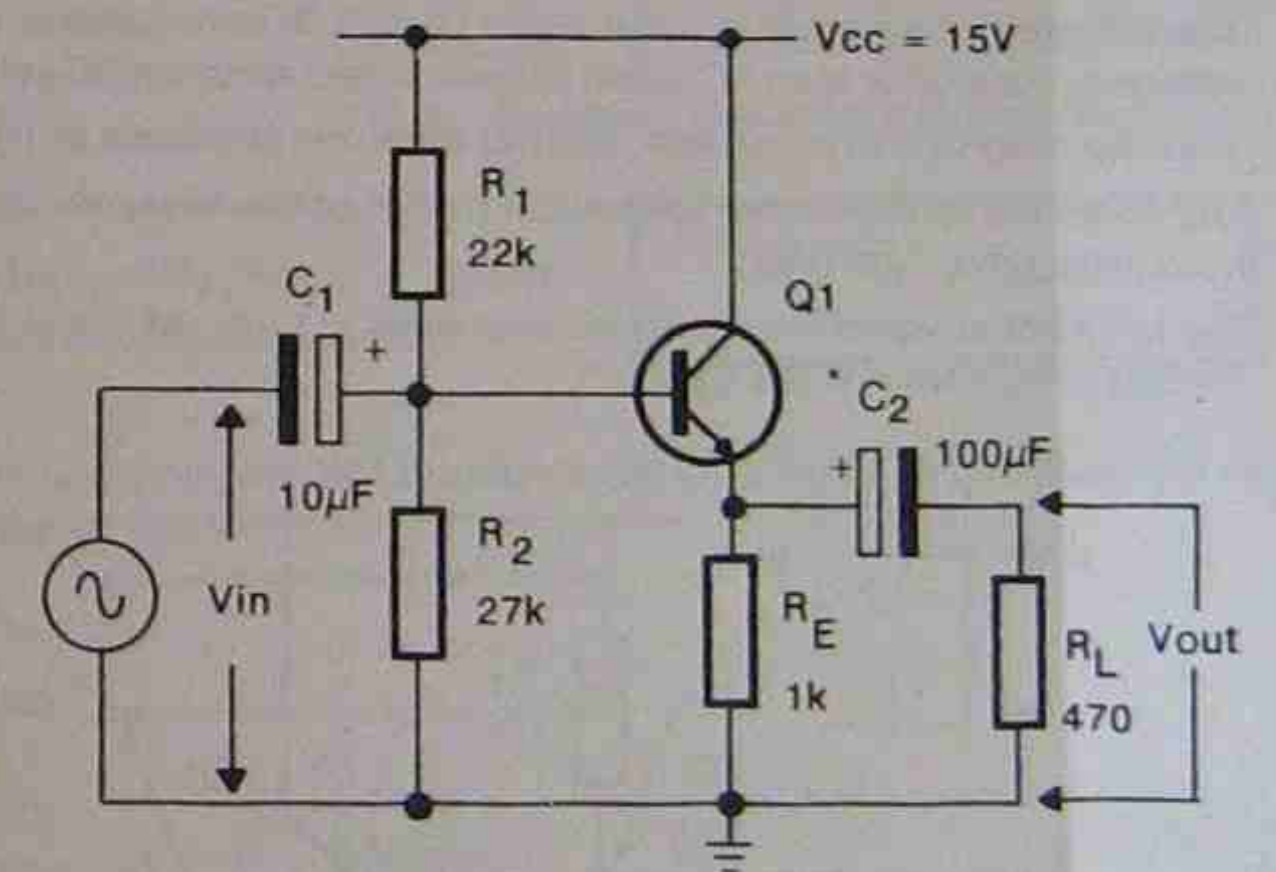 Vcc = 15V
R1
22k
C1
+
10µF
Q1
C2
+
100µF
R2
27k
Vin
RE
1k
RL
470
Vout